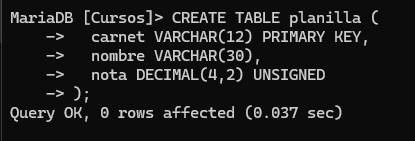 MariaDB [Cursos]> CREATE TABLE planilla (
    ->   carnet VARCHAR(12) PRIMARY KEY,
    ->   nombre VARCHAR(30),
    ->   nota DECIMAL(4,2) UNSIGNED
    -> );
Query OK, 0 rows affected (0.037 sec)